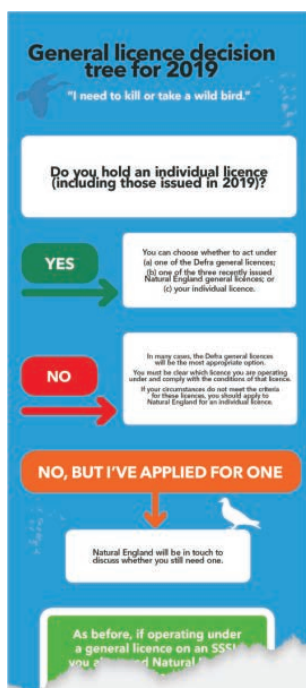 General licence decision
tree for 2019
"I need to kill or take a wild bird."
Do you hold an individual licence
(including those issued in 2019)?
YES
You can choose whether to act under
(a) one of the Defra general licences;
(b) one of the three recently issued
Natural England general licences; or
(c) your individual licence.
NO
In many cases, the Defra general licences
will be the most appropriate option.
You must be clear which licence you are operating
under and comply with the conditions of that licence.
If your circumstances do not meet the criteria
for these licences, you should apply to
Natural England for an individual licence.
NO, BUT I'VE APPLIED FOR ONE
Natural England will be in touch to
discuss whether you still need one.
As before, if operating under
a general licence on an SSSI
you Natural